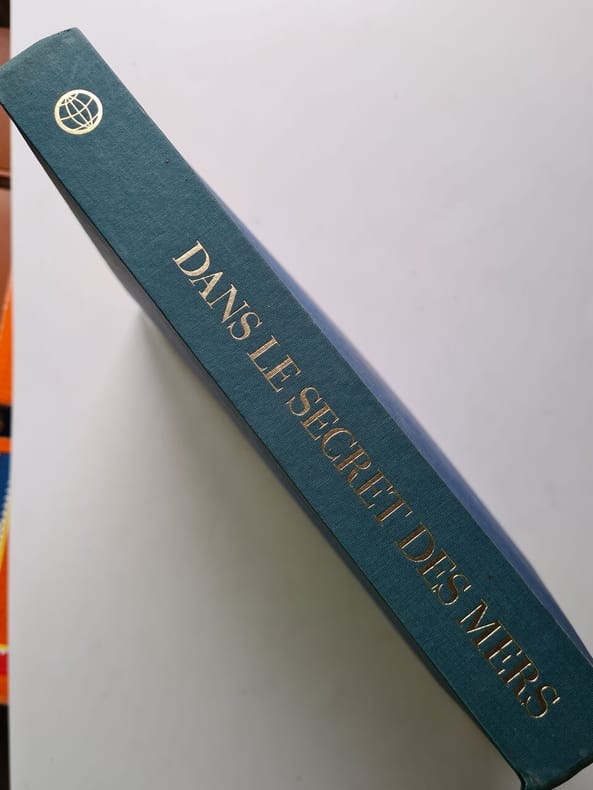 DANS LE SECRET DES MERS